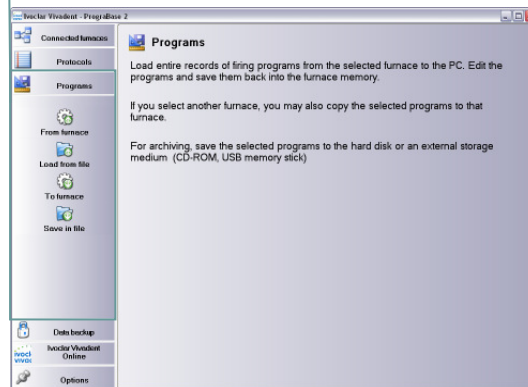 Ivoclar Vivadent - PrograBase 2
Connected furnaces
Protocols
Programs
From furnace
Load from file
To furnace
Save in file
Data backup
Ivoclar Vivadent
Online
Options
Programs
Load entire records of firing programs from the selected furnace to the PC. Edit the
programs and save them back into the furnace memory.
If you select another furnace, you may also copy the selected programs to that
furnace.
For archiving, save the selected programs to the hard disk or an external storage
medium (CD-ROM, USB memory stick)